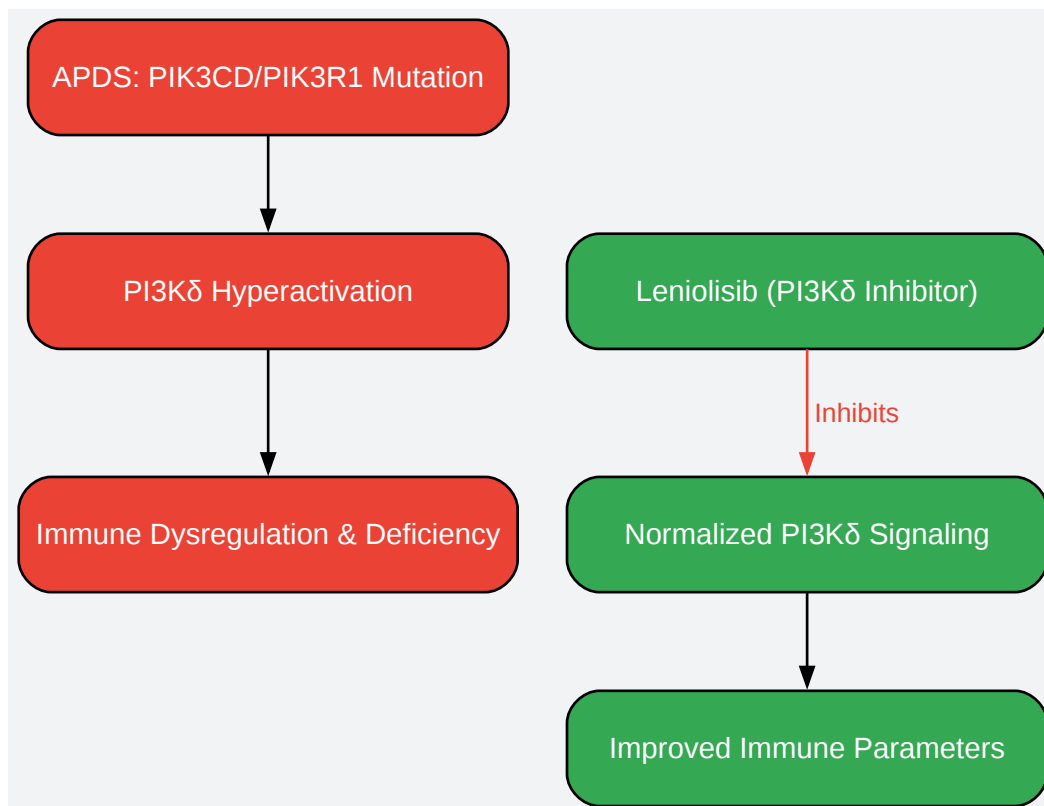 APDS: PIK3CD/PIK3R1 Mutation
PI3Kδ Hyperactivation
Leniolisib (PI3Kδ Inhibitor)
Inhibits
Immune Dysregulation & Deficiency
Normalized PI3Kδ Signaling
Improved Immune Parameters